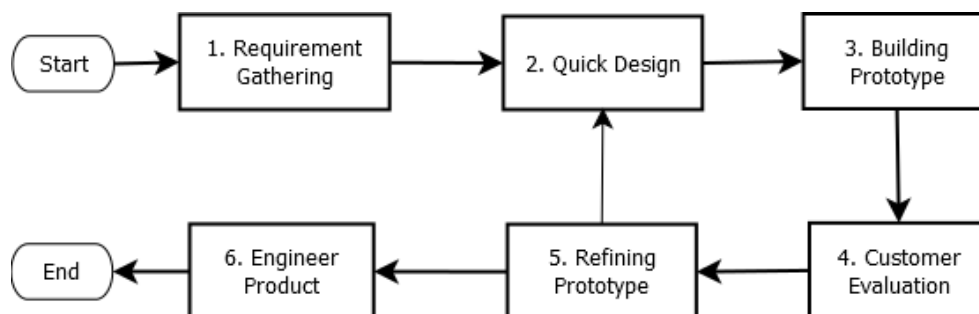 Start
1. Requirement
Gathering
2. Quick Design
3. Building
Prototype
4. Customer
Evaluation
5. Refining
Prototype
6. Engineer
Product
End